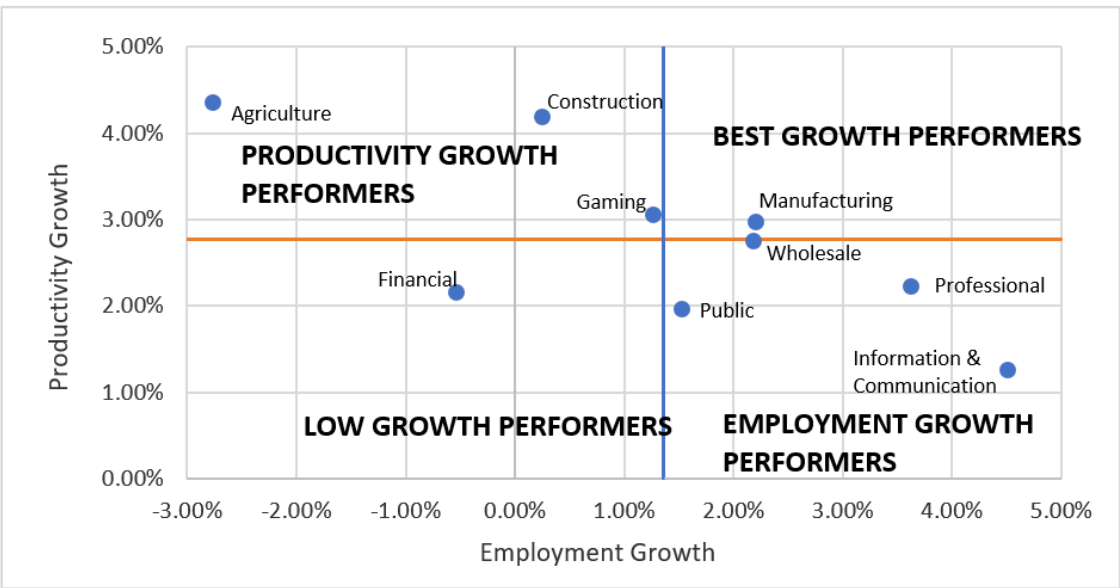 5.00%
4.00%
3.00%
2.00%
1.00%
0.00%
Productivity Growth
Agriculture
Construction
PRODUCTIVITY GROWTH
PERFORMERS
BEST GROWTH PERFORMERS
Gaming
Manufacturing
Wholesale
Financial
Public
Professional
Information &
Communication
LOW GROWTH PERFORMERS
EMPLOYMENT GROWTH
PERFORMERS
-3.00% -2.00% -1.00% 0.00% 1.00% 2.00% 3.00% 4.00% 5.00%
Employment Growth